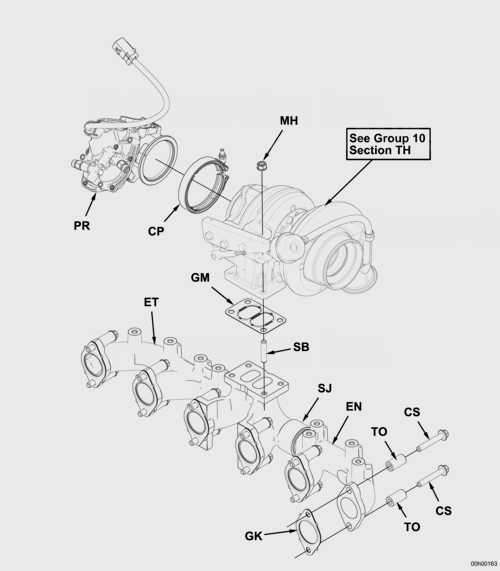 MH
See Group 10
Section TH
PR
CP
GM
ET
SB
SJ
EN
CS
TO
GK
TO
CS
00h00163